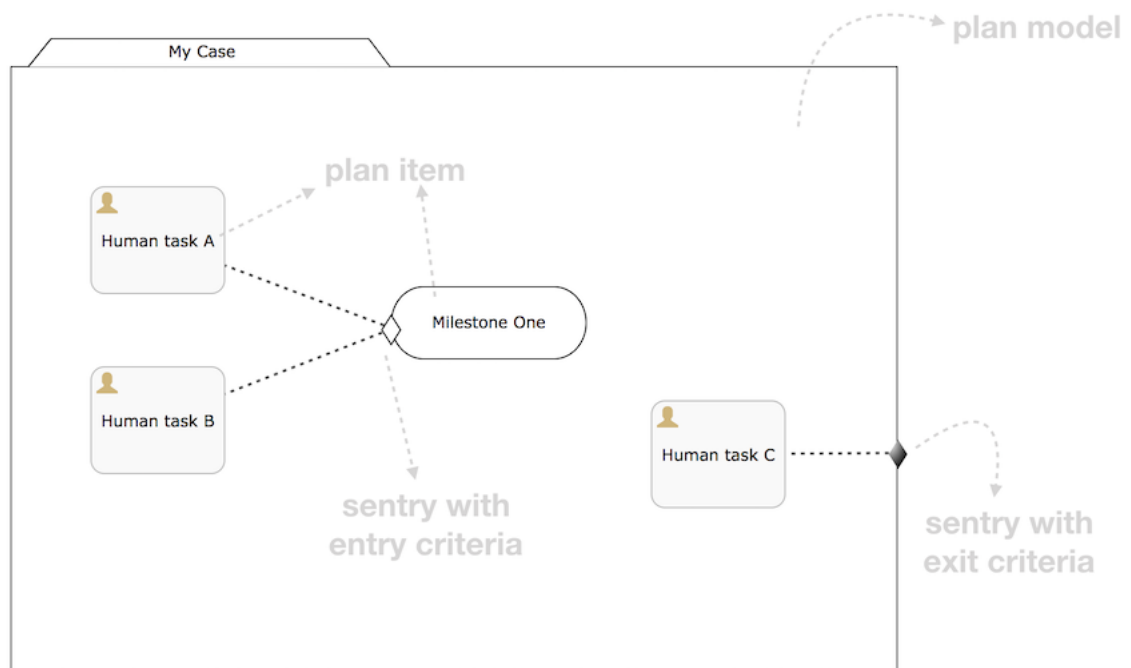 plan model
My Case
plan item
Human task A
Milestone One
Human task B
Human task C
sentry with
entry criteria
sentry with
exit criteria